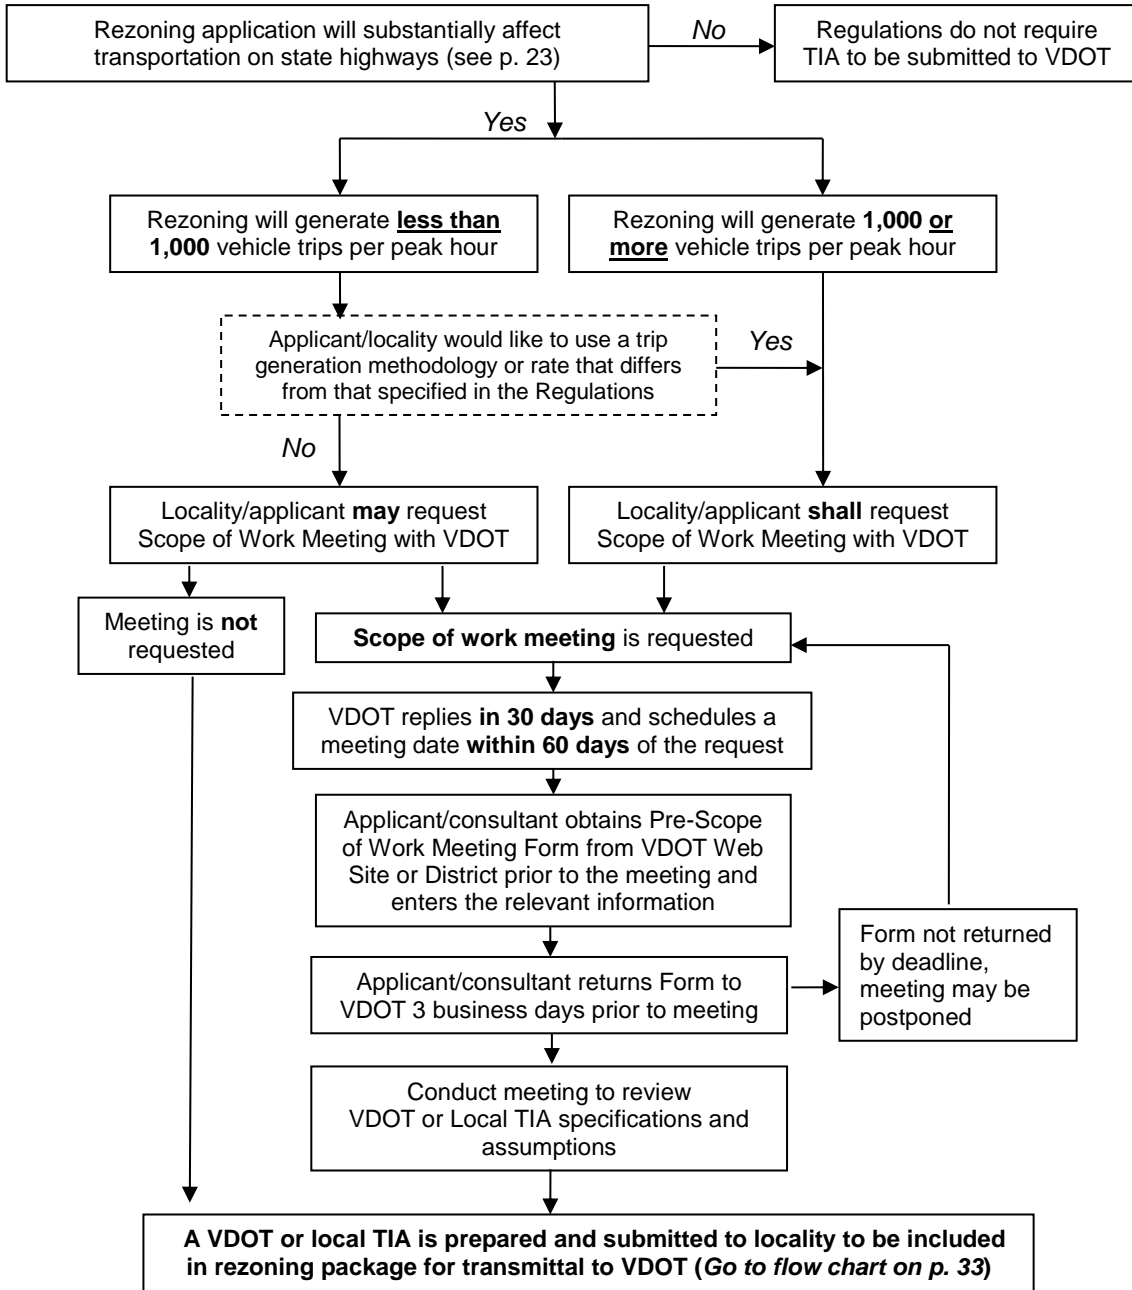 Rezoning application will substantially affect
transportation on state highways (see p. 23)
No
Regulations do not require
TIA to be submitted to VDOT
Yes
Rezoning will generate less than
1,000 vehicle trips per peak hour
Rezoning will generate 1,000 or
more vehicle trips per peak hour
Applicant/locality would like to use a trip
generation methodology or rate that differs
from that specified in the Regulations
Yes
No
Locality/applicant may request
Scope of Work Meeting with VDOT
Locality/applicant shall request
Scope of Work Meeting with VDOT
Meeting is not
requested
Scope of work meeting is requested
VDOT replies in 30 days and schedules a
meeting date within 60 days of the request
Applicant/consultant obtains Pre-Scope
of Work Meeting Form from VDOT Web
Site or District prior to the meeting and
enters the relevant information
Applicant/consultant returns Form to
VDOT 3 business days prior to meeting
Form not returned
by deadline,
meeting may be
postponed
Conduct meeting to review
VDOT or Local TIA specifications and
assumptions
A VDOT or local TIA is prepared and submitted to locality to be included
in rezoning package for transmittal to VDOT (Go to flow chart on p. 33)